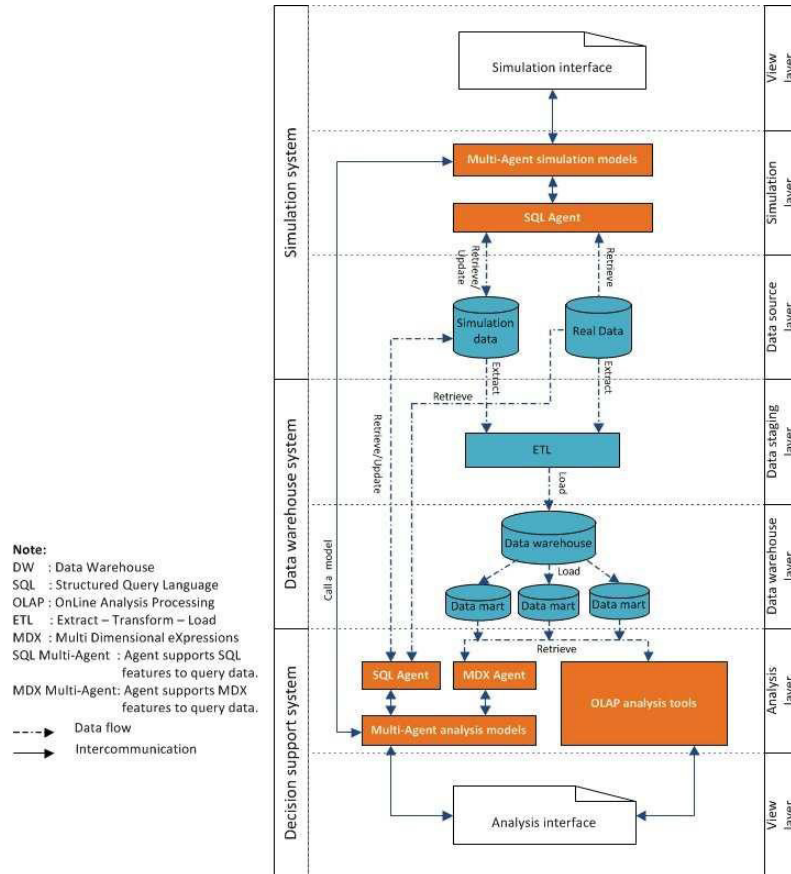 Simulation system
View
layer
Simulation interface
Multi-Agent simulation models
SQL Agent
Simulation
layer
Retrieve/
Update
Retrieve
Simulation
data
Real Data
Data source
layer
Extract
Extract
Retrieve
Retrieve/Update
Data warehouse system
ETL
Data staging
layer
Load
Data warehouse
Load
Data mart
Data mart
Data mart
Data warehouse
layer
Call a model
Note:
DW : Data Warehouse
SQL : Structured Query Language
OLAP : OnLine Analysis Processing
ETL : Extract – Transform – Load
MDX : Multi Dimensional eXpressions
SQL Multi-Agent : Agent supports SQL
features to query data.
MDX Multi-Agent: Agent supports MDX
features to query data.
Data flow
Intercommunication
Decision support system
Retrieve
SQL Agent
MDX Agent
OLAP analysis tools
Multi-Agent analysis models
Analysis
layer
Analysis interface
View
layer